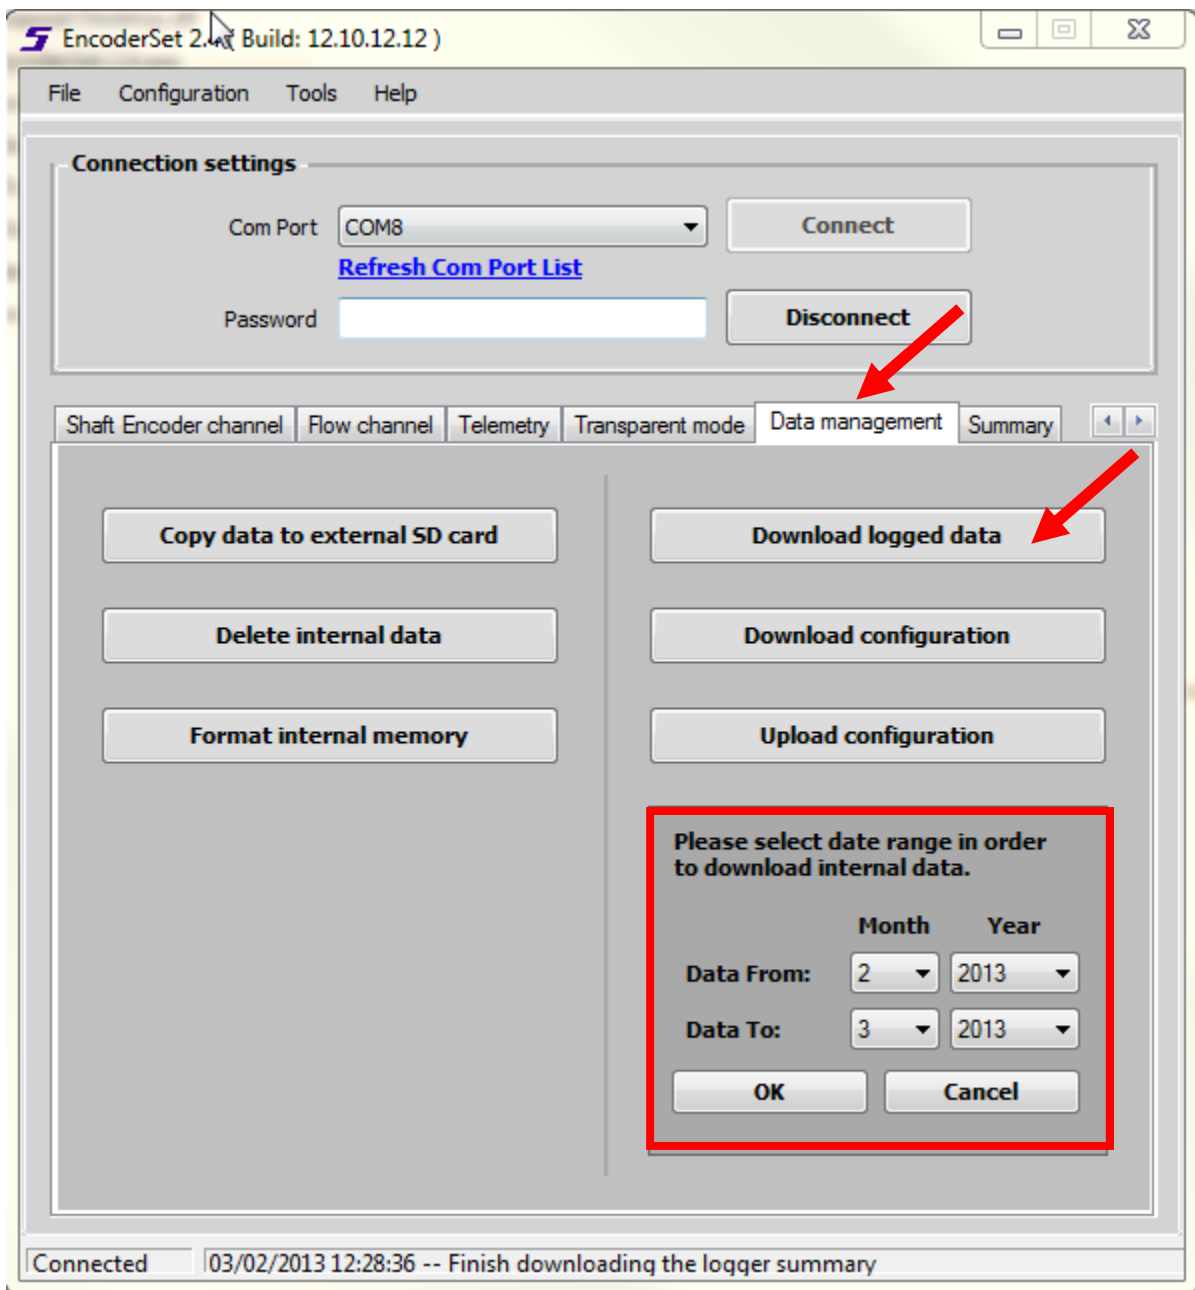 EncoderSet 2. Build: 12.10.12.12 )
File Configuration Tools Help
Connection settings
Com Port COM8 Connect
Refresh Com Port List
Password Disconnect
Shaft Encoder channel Flow channel Telemetry Transparent mode Data management Summary
Copy data to external SD card Download logged data
Delete internal data Download configuration
Format internal memory Upload configuration
Please select date range in order
to download internal data.
Month Year
Data From: 2 2013
Data To: 3 2013
OK Cancel
Connected 03/02/2013 12:28:36 -- Finish downloading the logger summary